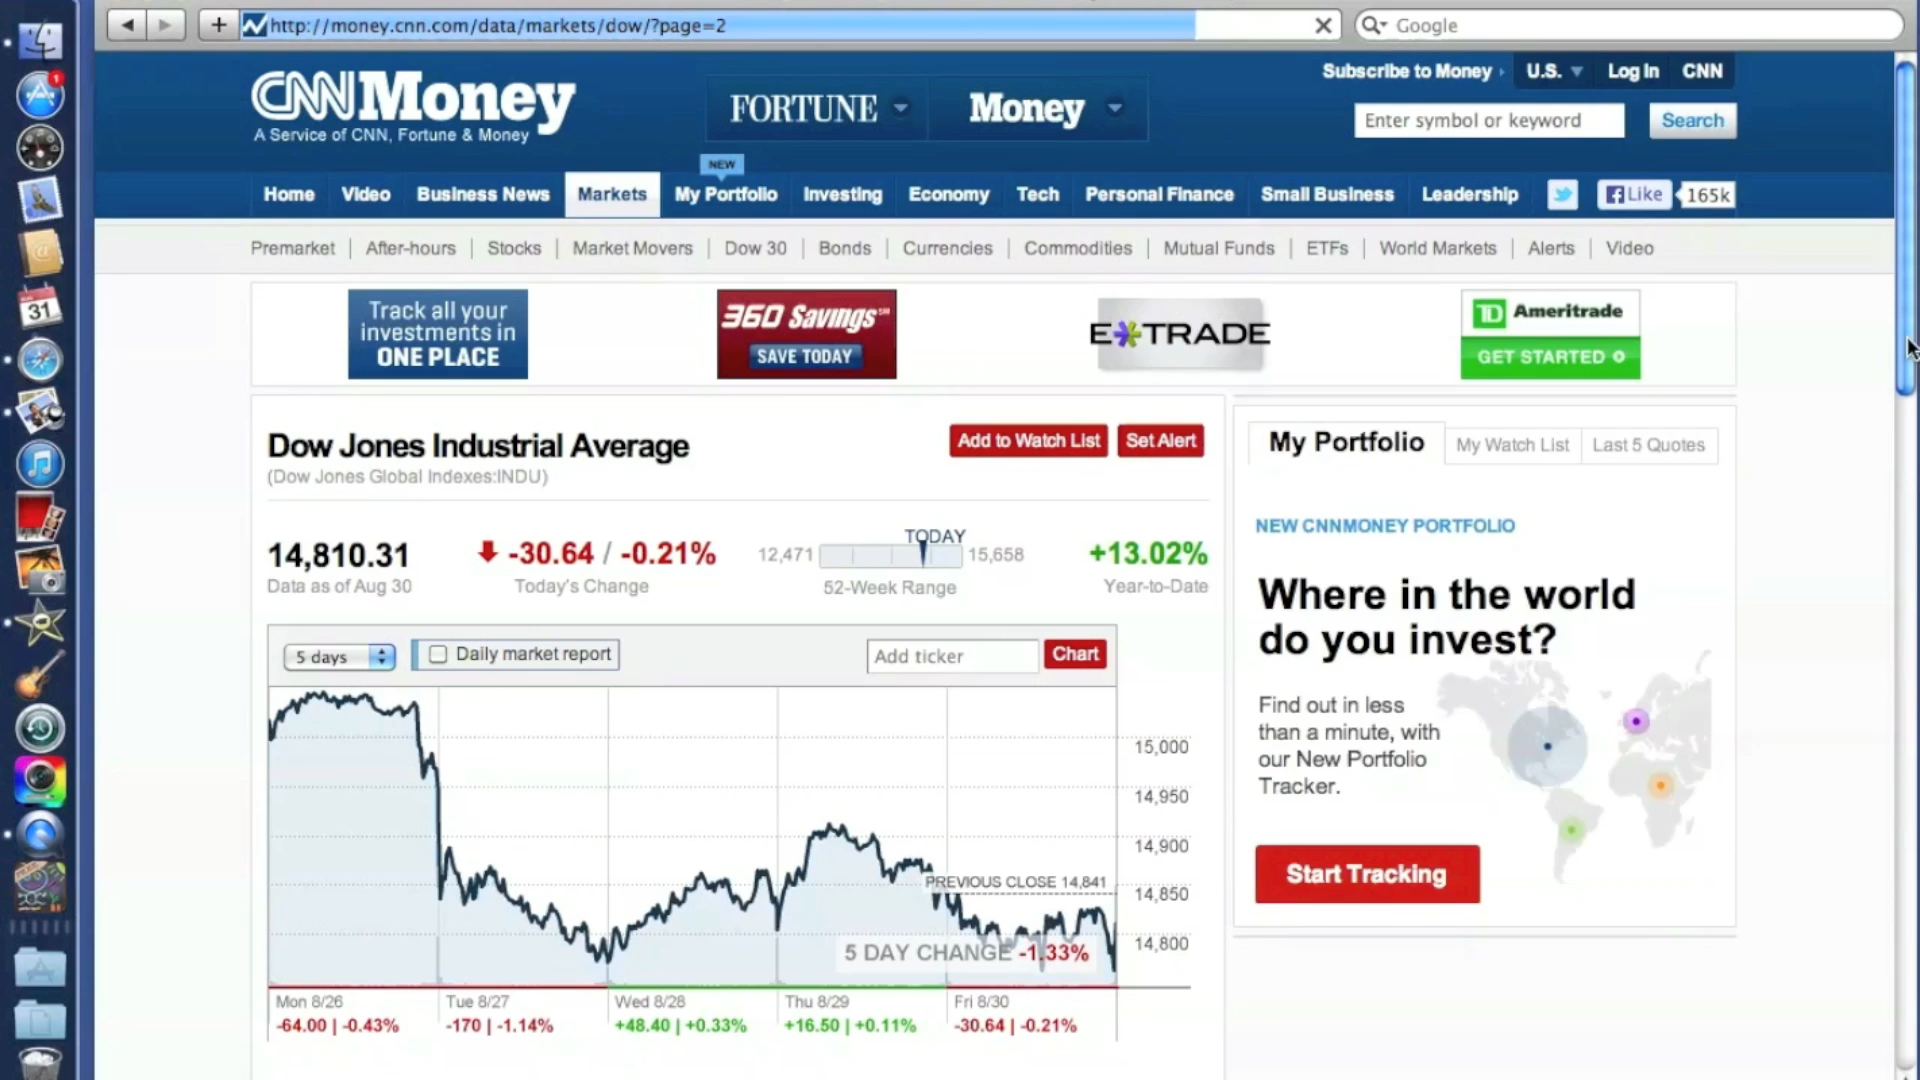 http://money.cnn.com/data/markets/dow/?page=2
Google
CNNMoney
A Service of CNN, Fortune & Money
FORTUNE
Money
Subscribe to Money
U.S.
Log In
CNN
Enter symbol or keyword
Search
NEW
Home
Video
Business News
Markets
My Portfolio
Investing
Economy
Tech
Personal Finance
Small Business
Leadership
Like
165k
Premarket
After-hours
Stocks
Market Movers
Dow 30
Bonds
Currencies
Commodities
Mutual Funds
ETFs
World Markets
Alerts
Video
Track all your
investments in
ONE PLACE
360 Savings℠
SAVE TODAY
E*TRADE
TD Ameritrade
GET STARTED
Dow Jones Industrial Average
(Dow Jones Global Indexes:INDU)
Add to Watch List
Set Alert
14,810.31
Data as of Aug 30
-30.64 / -0.21%
Today's Change
TODAY
12,471
15,658
52-Week Range
+13.02%
Year-to-Date
5 days
Daily market report
Add ticker
Chart
15,000
14,950
14,900
14,850
14,800
PREVIOUS CLOSE 14,841
5 DAY CHANGE -1.33%
Mon 8/26
-64.00 | -0.43%
Tue 8/27
-170 | -1.14%
Wed 8/28
+48.40 | +0.33%
Thu 8/29
+16.50 | +0.11%
Fri 8/30
-30.64 | -0.21%
My Portfolio
My Watch List
Last 5 Quotes
NEW CNNMONEY PORTFOLIO
Where in the world
do you invest?
Find out in less
than a minute, with
our New Portfolio
Tracker.
Start Tracking
1
31